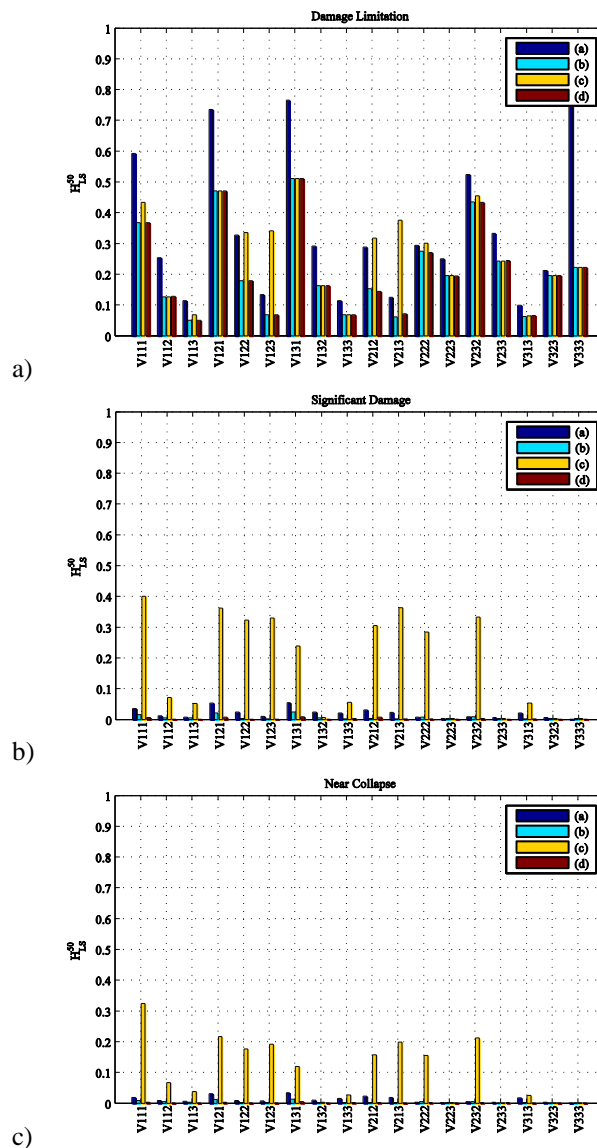 Damage Limitation
1
0.9
0.8
0.7
0.6
0.5
0.4
0.3
0.2
0.1
0
H50LS
(a)
(b)
(c)
(d)
V111 V112 V113 V121 V122 V123 V131 V132 V133 V212 V213 V222 V223 V232 V233 V313 V323 V333
a)
Significant Damage
1
0.9
0.8
0.7
0.6
0.5
0.4
0.3
0.2
0.1
0
H50LS
(a)
(b)
(c)
(d)
V111 V112 V113 V121 V122 V123 V131 V132 V133 V212 V213 V222 V223 V232 V233 V313 V323 V333
b)
Near Collapse
1
0.9
0.8
0.7
0.6
0.5
0.4
0.3
0.2
0.1
0
H50LS
(a)
(b)
(c)
(d)
V111 V112 V113 V121 V122 V123 V131 V132 V133 V212 V213 V222 V223 V232 V233 V313 V323 V333
c)